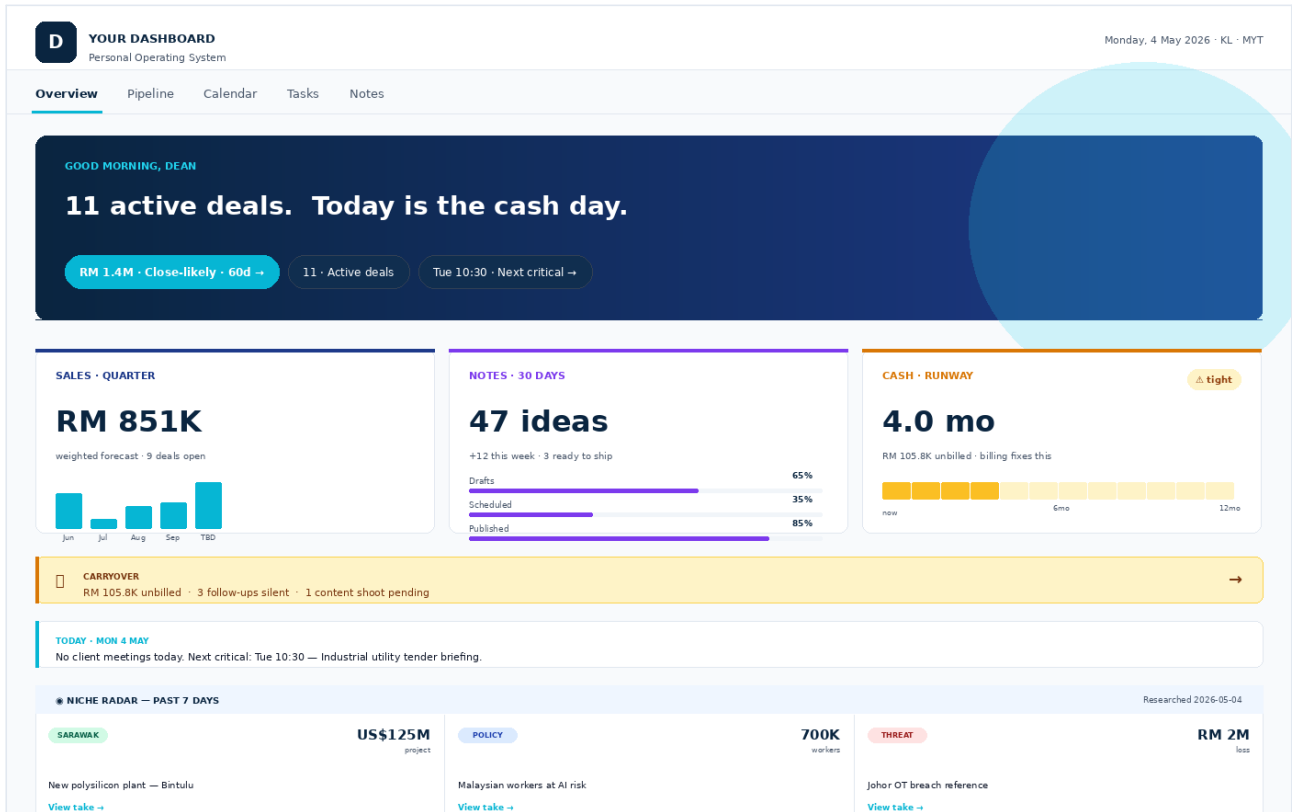 D
YOUR DASHBOARD
Personal Operating System
Monday, 4 May 2026 · KL · MYT
Overview
Pipeline
Calendar
Tasks
Notes
GOOD MORNING, DEAN
11 active deals.  Today is the cash day.
RM 1.4M · Close-likely · 60d →
11 · Active deals
Tue 10:30 · Next critical →
SALES · QUARTER
RM 851K
weighted forecast · 9 deals open
Jun
Jul
Aug
Sep
TBD
NOTES · 30 DAYS
47 ideas
+12 this week · 3 ready to ship
Drafts
65%
Scheduled
35%
Published
85%
CASH · RUNWAY
⚠ tight
4.0 mo
RM 105.8K unbilled · billing fixes this
now
6mo
12mo
CARRYOVER
RM 105.8K unbilled  ·  3 follow-ups silent  ·  1 content shoot pending
→
TODAY · MON 4 MAY
No client meetings today. Next critical: Tue 10:30 — Industrial utility tender briefing.
◉ NICHE RADAR — PAST 7 DAYS
Researched 2026-05-04
SARAWAK
US$125M
project
New polysilicon plant — Bintulu
View take →
POLICY
700K
workers
Malaysian workers at AI risk
View take →
THREAT
RM 2M
loss
Johor OT breach reference
View take →